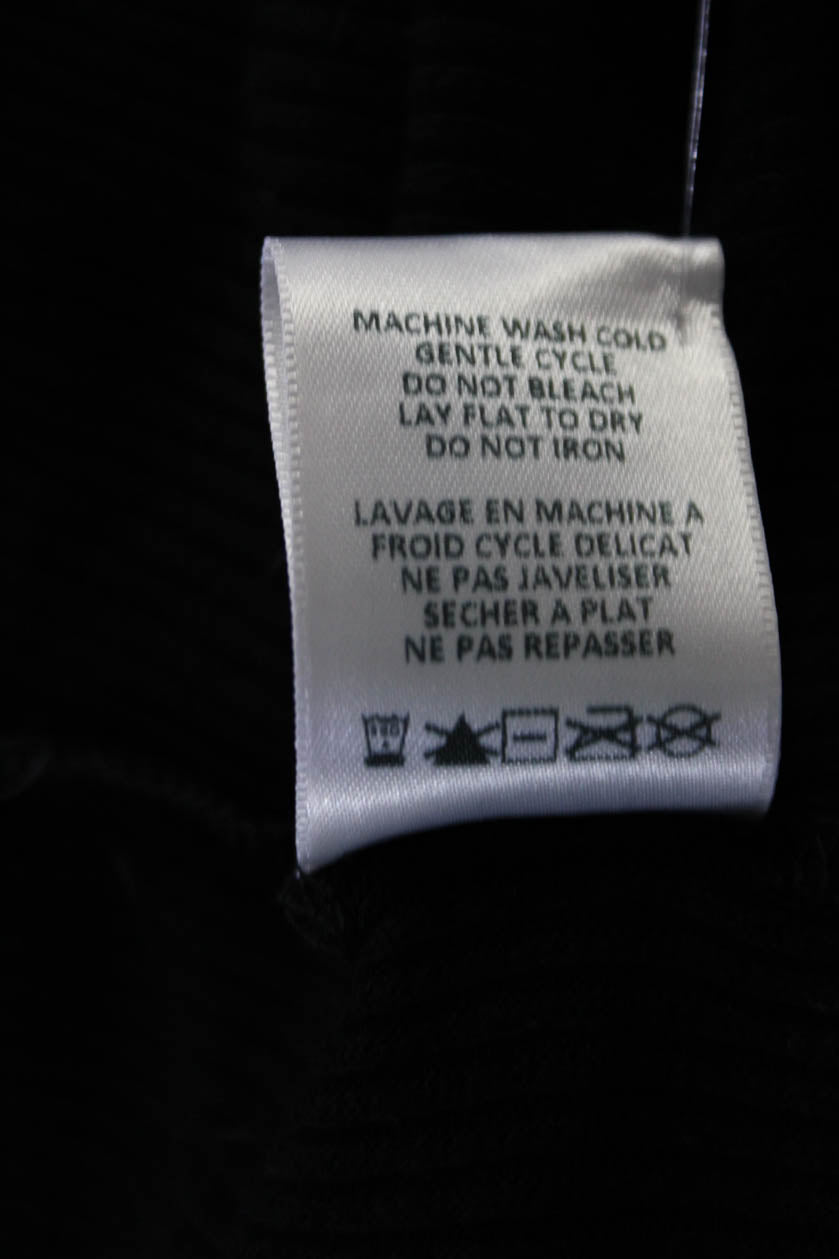 MACHINE WASH COLD
GENTLE CYCLE
DO NOT BLEACH
LAY FLAT TO DRY
DO NOT IRON
LAVAGE EN MACHINE A
FROID CYCLE DELICAT
NE PAS JAVELISER
SECHER A PLAT
NE PAS REPASSER